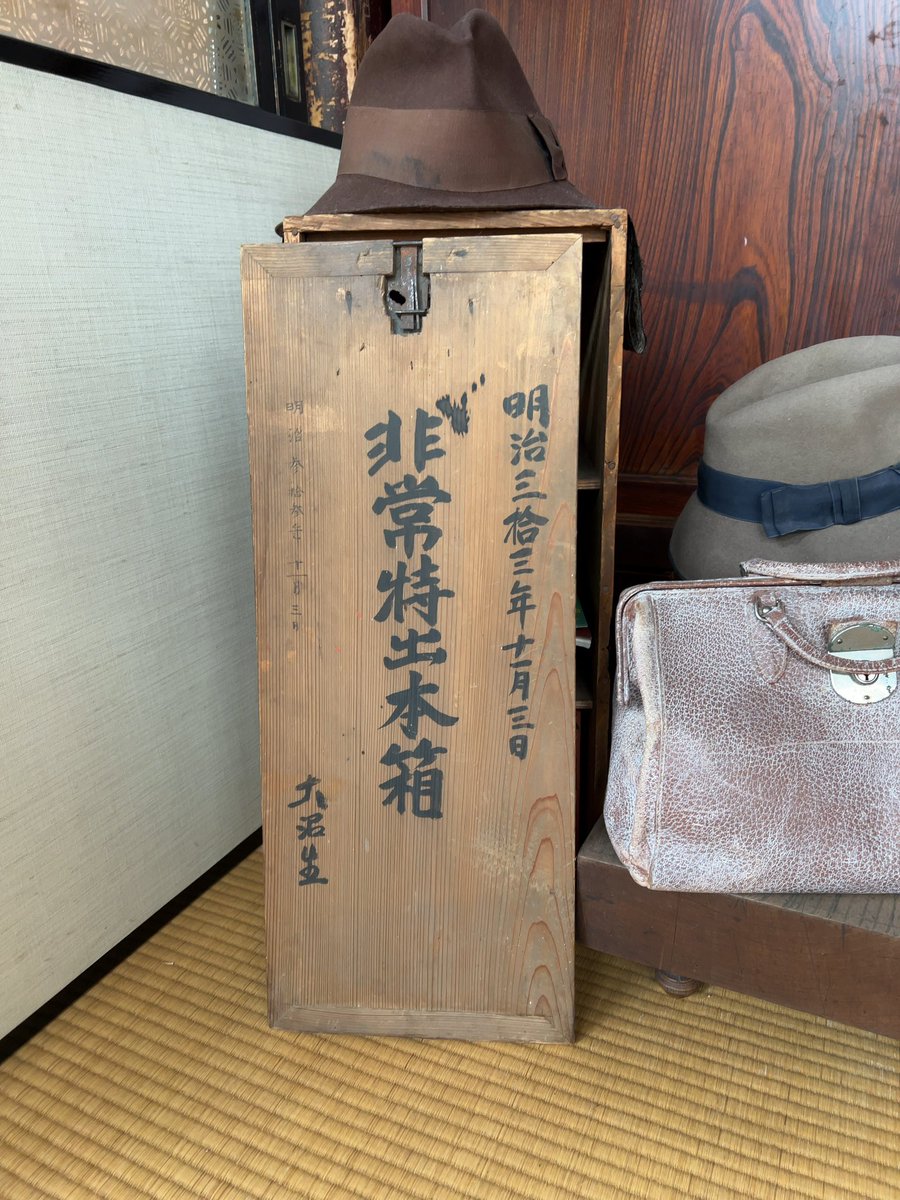 明治三拾三年十一月三日
非常特出本箱
明治参拾参年十一月三日
大沼生